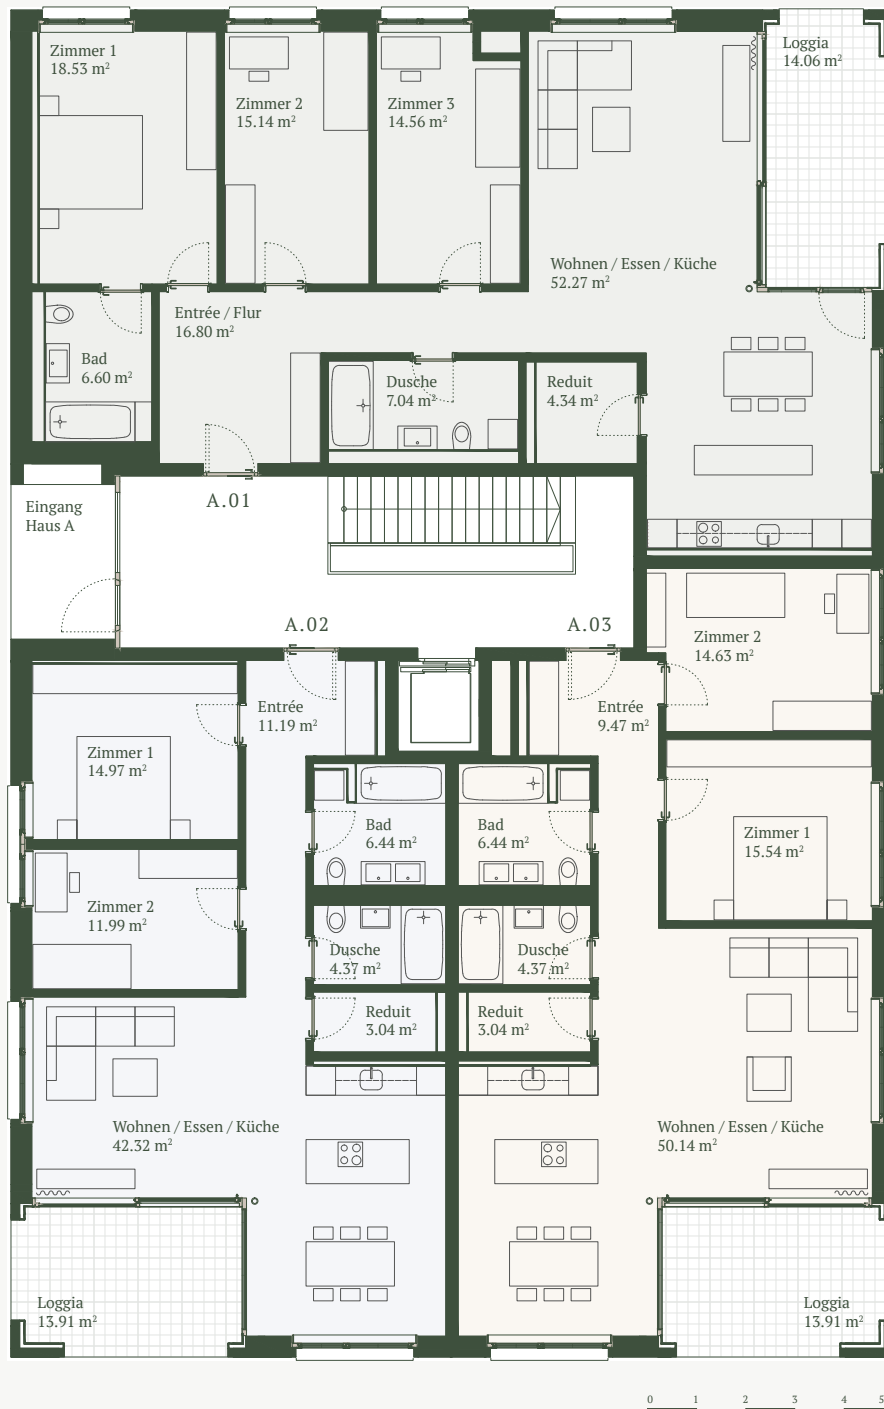 Zimmer 1
18.53 m²
Zimmer 2
15.14 m²
Zimmer 3
14.56 m²
Loggia
14.06 m²
Wohnen / Essen / Küche
52.27 m²
Entrée / Flur
16.80 m²
Bad
6.60 m²
Dusche
7.04 m²
Reduit
4.34 m²
Eingang
Haus A
A.01
A.02
A.03
Zimmer 2
14.63 m²
Entrée
11.19 m²
Entrée
9.47 m²
Zimmer 1
14.97 m²
Bad
6.44 m²
Bad
6.44 m²
Zimmer 1
15.54 m²
Zimmer 2
11.99 m²
Dusche
4.37 m²
Dusche
4.37 m²
Reduit
3.04 m²
Reduit
3.04 m²
Wohnen / Essen / Küche
42.32 m²
Wohnen / Essen / Küche
50.14 m²
Loggia
13.91 m²
Loggia
13.91 m²
0 1 2 3 4 5